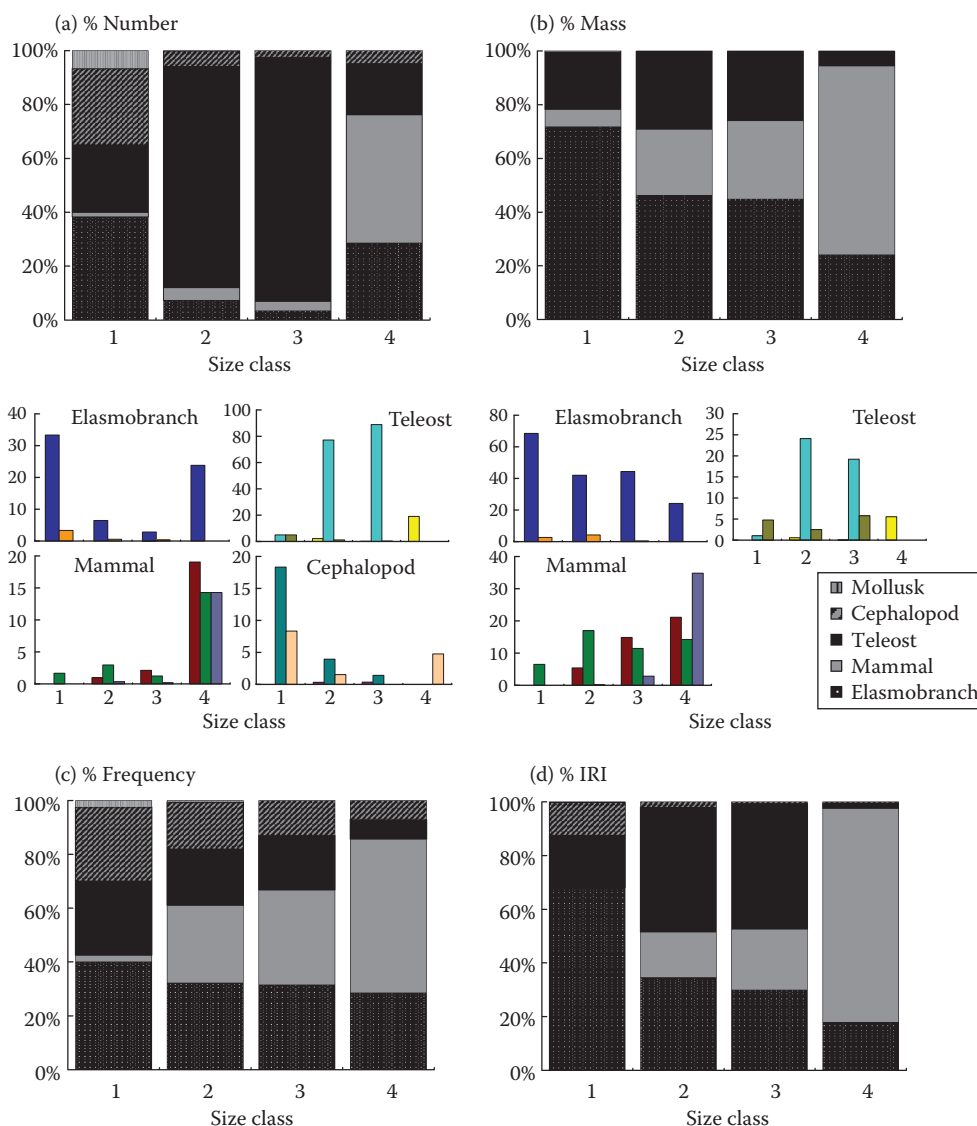 (a) % Number
100%
80%
60%
40%
20%
0%
1 2 3 4
Size class
(b) % Mass
100%
80%
60%
40%
20%
0%
1 2 3 4
Size class
Elasmobranch
40
30
20
10
0
Teleost
100
80
60
40
20
0
Mammal
20
15
10
5
0
1 2 3 4
Cephalopod
20
15
10
5
0
1 2 3 4
Size class
Elasmobranch
80
60
40
20
0
Teleost
30
25
20
15
10
5
0
1 2 3 4
Mammal
40
30
20
10
0
1 2 3 4
Size class
Mollusk
Cephalopod
Teleost
Mammal
Elasmobranch
(c) % Frequency
100%
80%
60%
40%
20%
0%
1 2 3 4
Size class
(d) % IRI
100%
80%
60%
40%
20%
0%
1 2 3 4
Size class